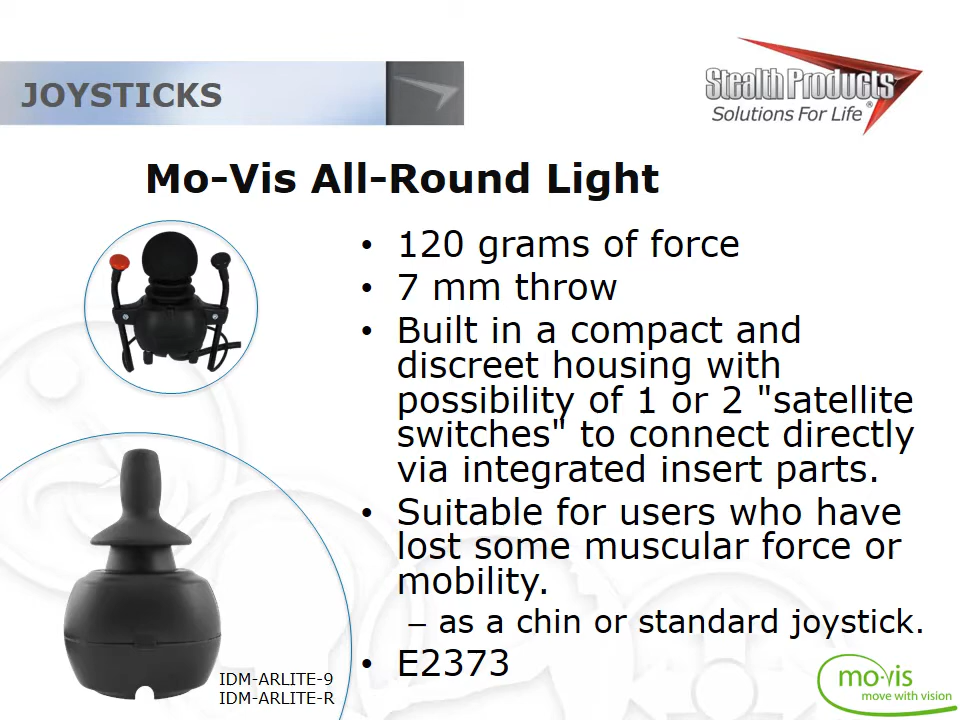 JOYSTICKS
Stealth Products®
Solutions For Life
Mo-Vis All-Round Light
• 120 grams of force
• 7 mm throw
• Built in a compact and
discreet housing with
possibility of 1 or 2 "satellite
switches" to connect directly
via integrated insert parts.
• Suitable for users who have
lost some muscular force or
mobility.
– as a chin or standard joystick.
• E2373
IDM-ARLITE-9
IDM-ARLITE-R
mo·vis
move with vision